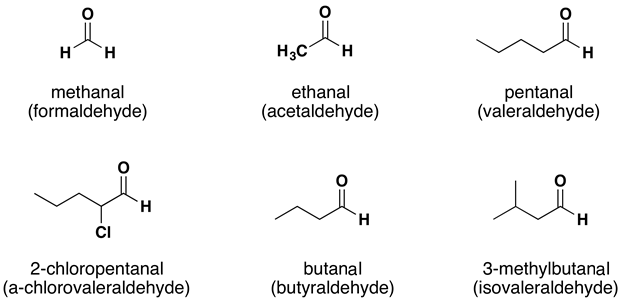 O
H H
methanal
(formaldehyde)
O
H₃C H
ethanal
(acetaldehyde)
O
H
pentanal
(valeraldehyde)
O
H
Cl
2-chloropentanal
(a-chlorovaleraldehyde)
O
H
butanal
(butyraldehyde)
O
H
3-methylbutanal
(isovaleraldehyde)